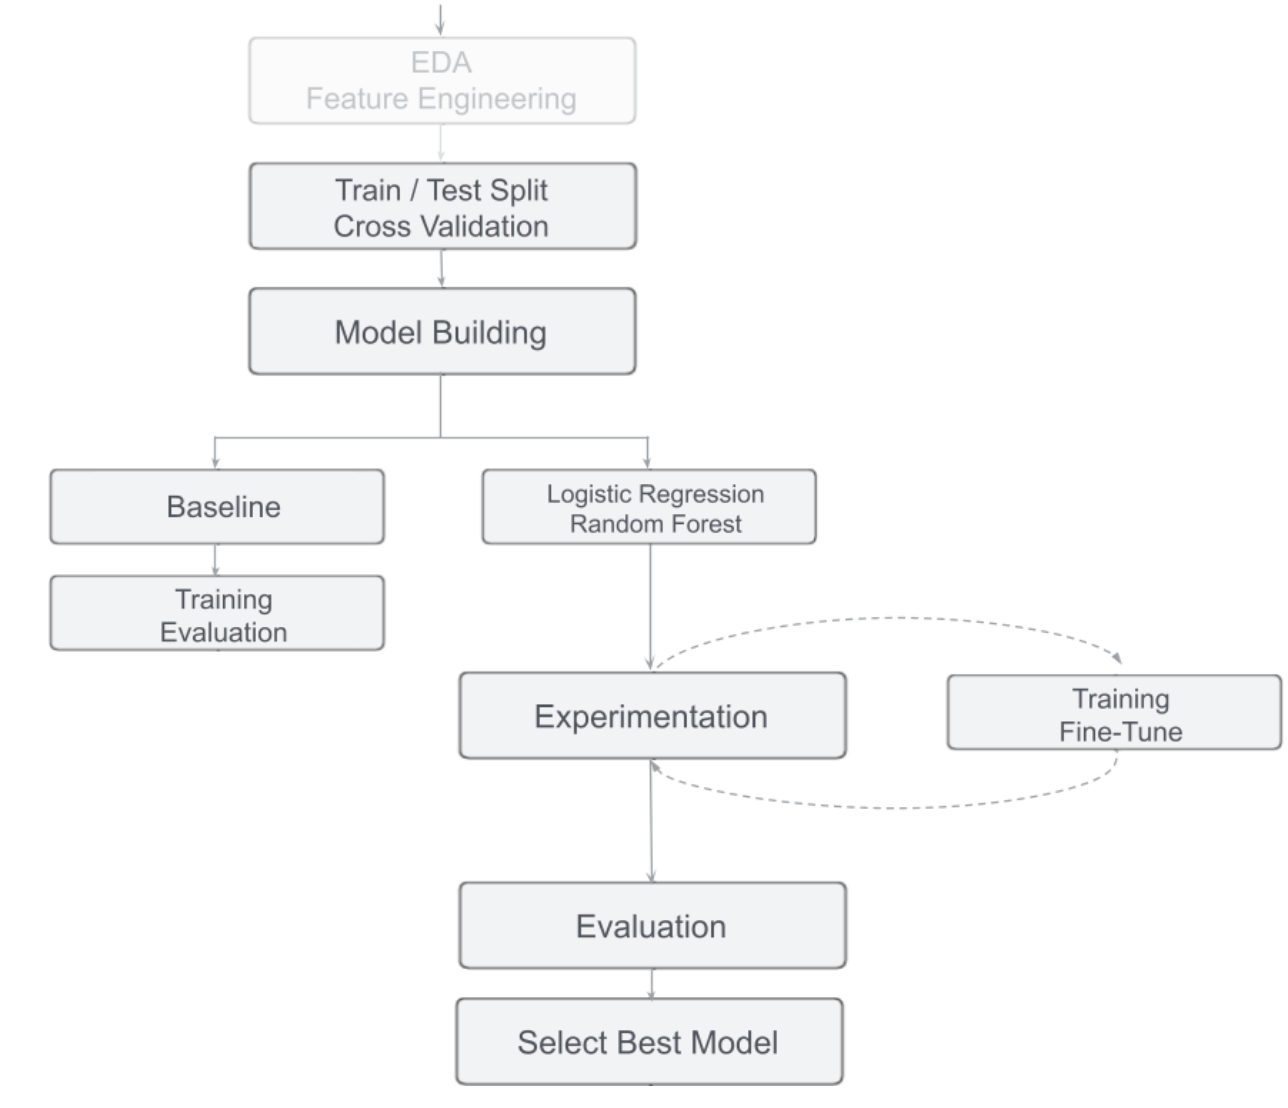 EDA
Feature Engineering
Train / Test Split
Cross Validation
Model Building
Baseline
Logistic Regression
Random Forest
Training
Evaluation
Experimentation
Training
Fine-Tune
Evaluation
Select Best Model